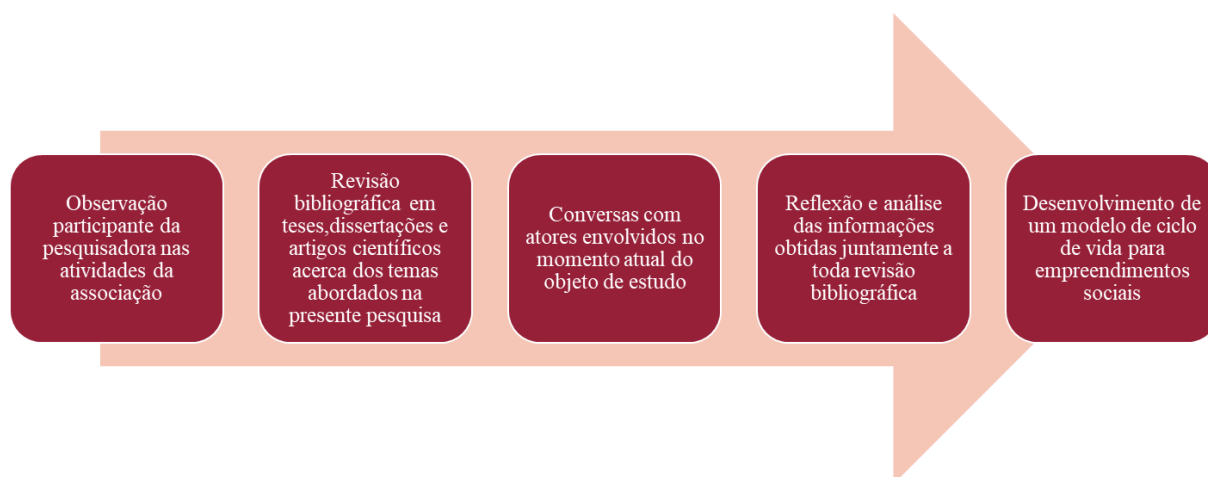 Observação
participante da
pesquisadora nas
atividades da
associação
Revisão
bibliográfica em
teses,dissertações e
artigos científicos
acerca dos temas
abordados na
presente pesquisa
Conversas com
atores envolvidos no
momento atual do
objeto de estudo
Reflexão e análise
das informações
obtidas juntamente a
toda revisão
bibliográfica
Desenvolvimento de
um modelo de ciclo
de vida para
empreendimentos
sociais